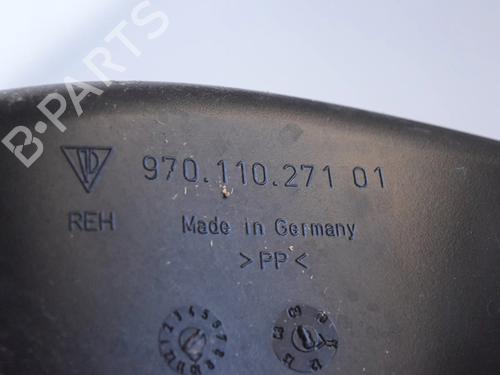 B-PARTS
970.110.271 01
REH
Made in Germany
>PP<